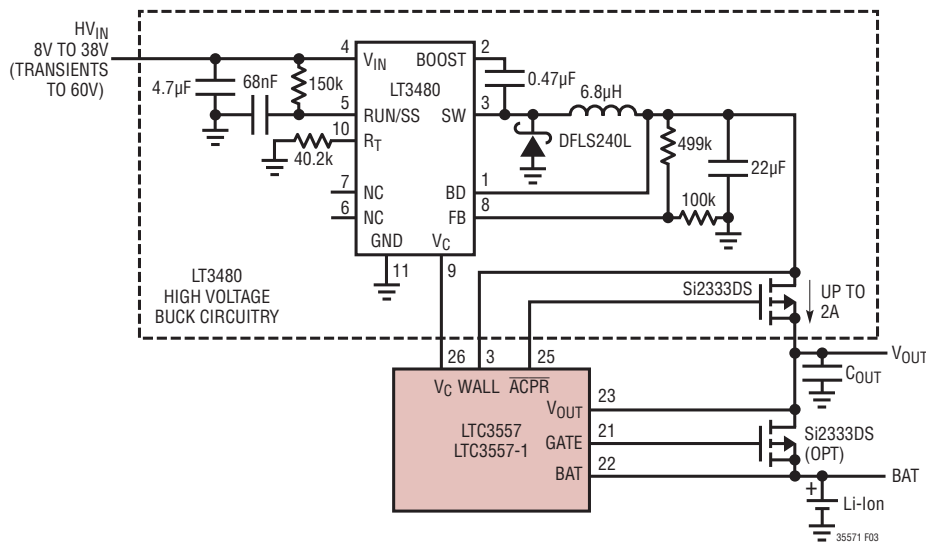 HVIN
8V TO 38V
(TRANSIENTS
TO 60V)
4.7µF
68nF
150k
40.2k
4
VIN
5
RUN/SS
10
RT
7
NC
6
NC
LT3480
BOOST
2
SW
3
BD
1
FB
8
GND
11
VC
9
0.47µF
6.8µH
DFLS240L
499k
100k
22µF
LT3480
HIGH VOLTAGE
BUCK CIRCUITRY
Si2333DS
UP TO
2A
26
3
25
VC
WALL
ACPR
VOUT
23
GATE
21
BAT
22
LTC3557
LTC3557-1
VOUT
COUT
Si2333DS
(OPT)
BAT
+
Li-Ion
35571 F03